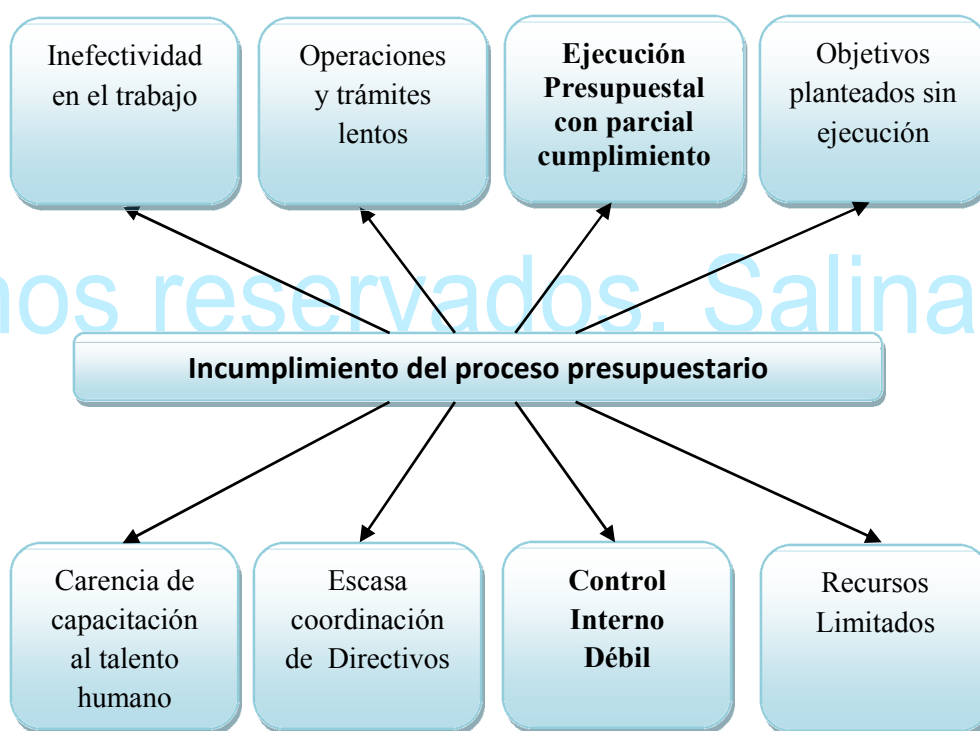 Inefectividad
en el trabajo
Operaciones
y trámites
lentos
Ejecución
Presupuestal
con parcial
cumplimiento
Objetivos
planteados sin
ejecución
reservados. Salina
Incumplimiento del proceso presupuestario
Carencia de
capacitación
al talento
humano
Escasa
coordinación
de Directivos
Control
Interno
Débil
Recursos
Limitados